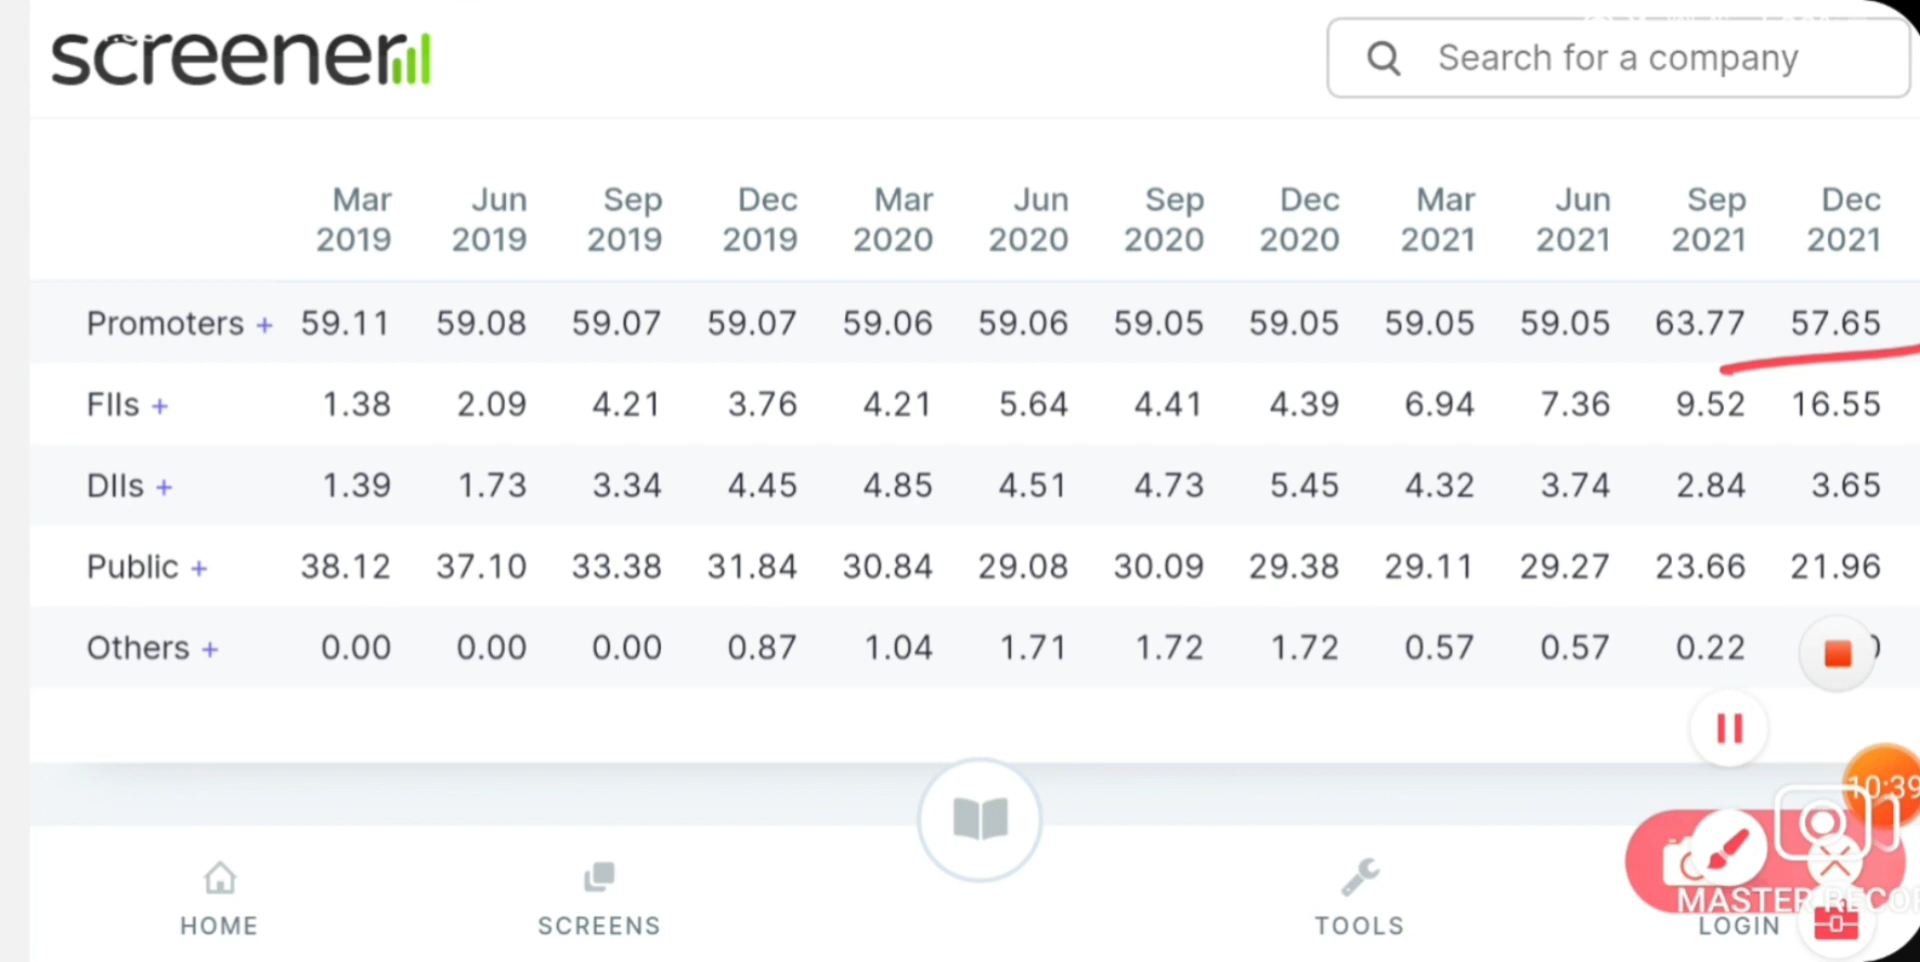 screener
Search for a company
Mar Jun Sep Dec Mar Jun Sep Dec Mar Jun Sep Dec
2019 2019 2019 2019 2020 2020 2020 2020 2021 2021 2021 2021
Promoters + 59.11 59.08 59.07 59.07 59.06 59.06 59.05 59.05 59.05 59.05 63.77 57.65
FIIs + 1.38 2.09 4.21 3.76 4.21 5.64 4.41 4.39 6.94 7.36 9.52 16.55
DIIs + 1.39 1.73 3.34 4.45 4.85 4.51 4.73 5.45 4.32 3.74 2.84 3.65
Public + 38.12 37.10 33.38 31.84 30.84 29.08 30.09 29.38 29.11 29.27 23.66 21.96
Others + 0.00 0.00 0.00 0.87 1.04 1.71 1.72 1.72 0.57 0.57 0.22
10:39
MASTER RECOR
HOME SCREENS TOOLS LOGIN